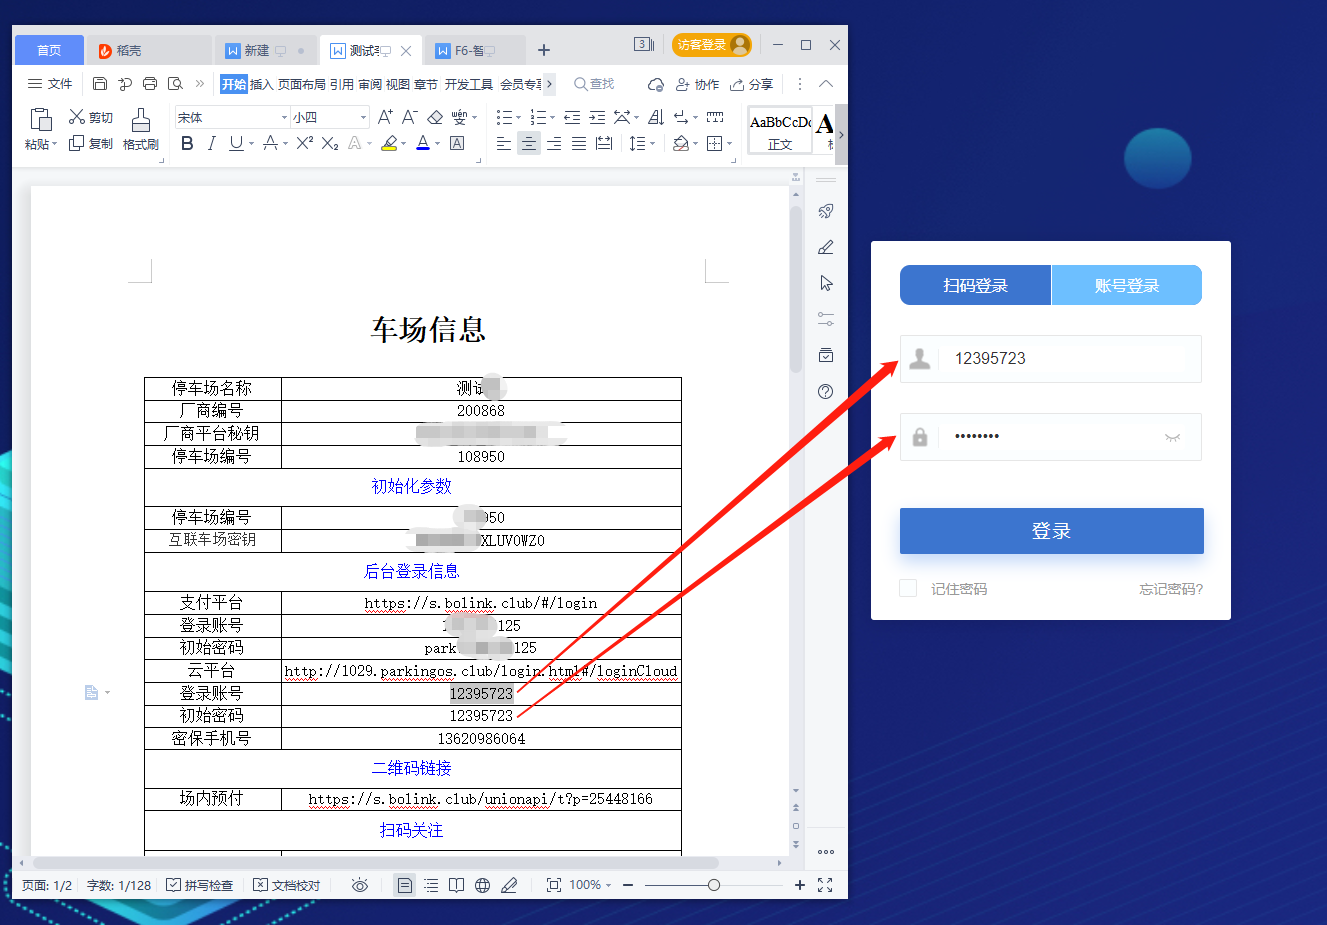 首页 稻壳 新建 测试 F6-智 3 访客登录
文件 开始 插入 页面布局 引用 审阅 视图 章节 开发工具 会员专 查找 协作 分享
粘贴 剪切 复制 格式刷 宋体 小四
AaBbCcDc
正文
车场信息
停车场名称 测试
厂商编号 200868
厂商平台秘钥
停车场编号 108950
初始化参数
停车场编号 950
互联车场密钥 XLUV0WZ0
后台登录信息
支付平台 https://s.bolink.club/#/login
登录账号 1 125
初始密码 park 125
云平台 http://1029.parkingos.club/login.html#/loginCloud
登录账号 12395723
初始密码 12395723
密保手机号 13620986064
二维码链接
场内预付 https://s.bolink.club/unionapi/t?p=25448166
扫码关注
页面: 1/2 字数: 1/128 拼写检查 文档校对 100%
扫码登录 账号登录
12395723
••••••••
登录
记住密码 忘记密码?